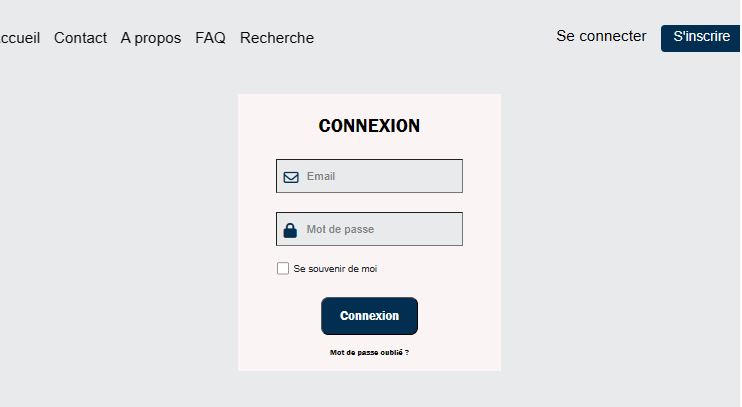 ccueil Contact A propos FAQ Recherche Se connecter S'inscrire
CONNEXION
Email
Mot de passe
Se souvenir de moi
Connexion
Mot de passe oublié ?